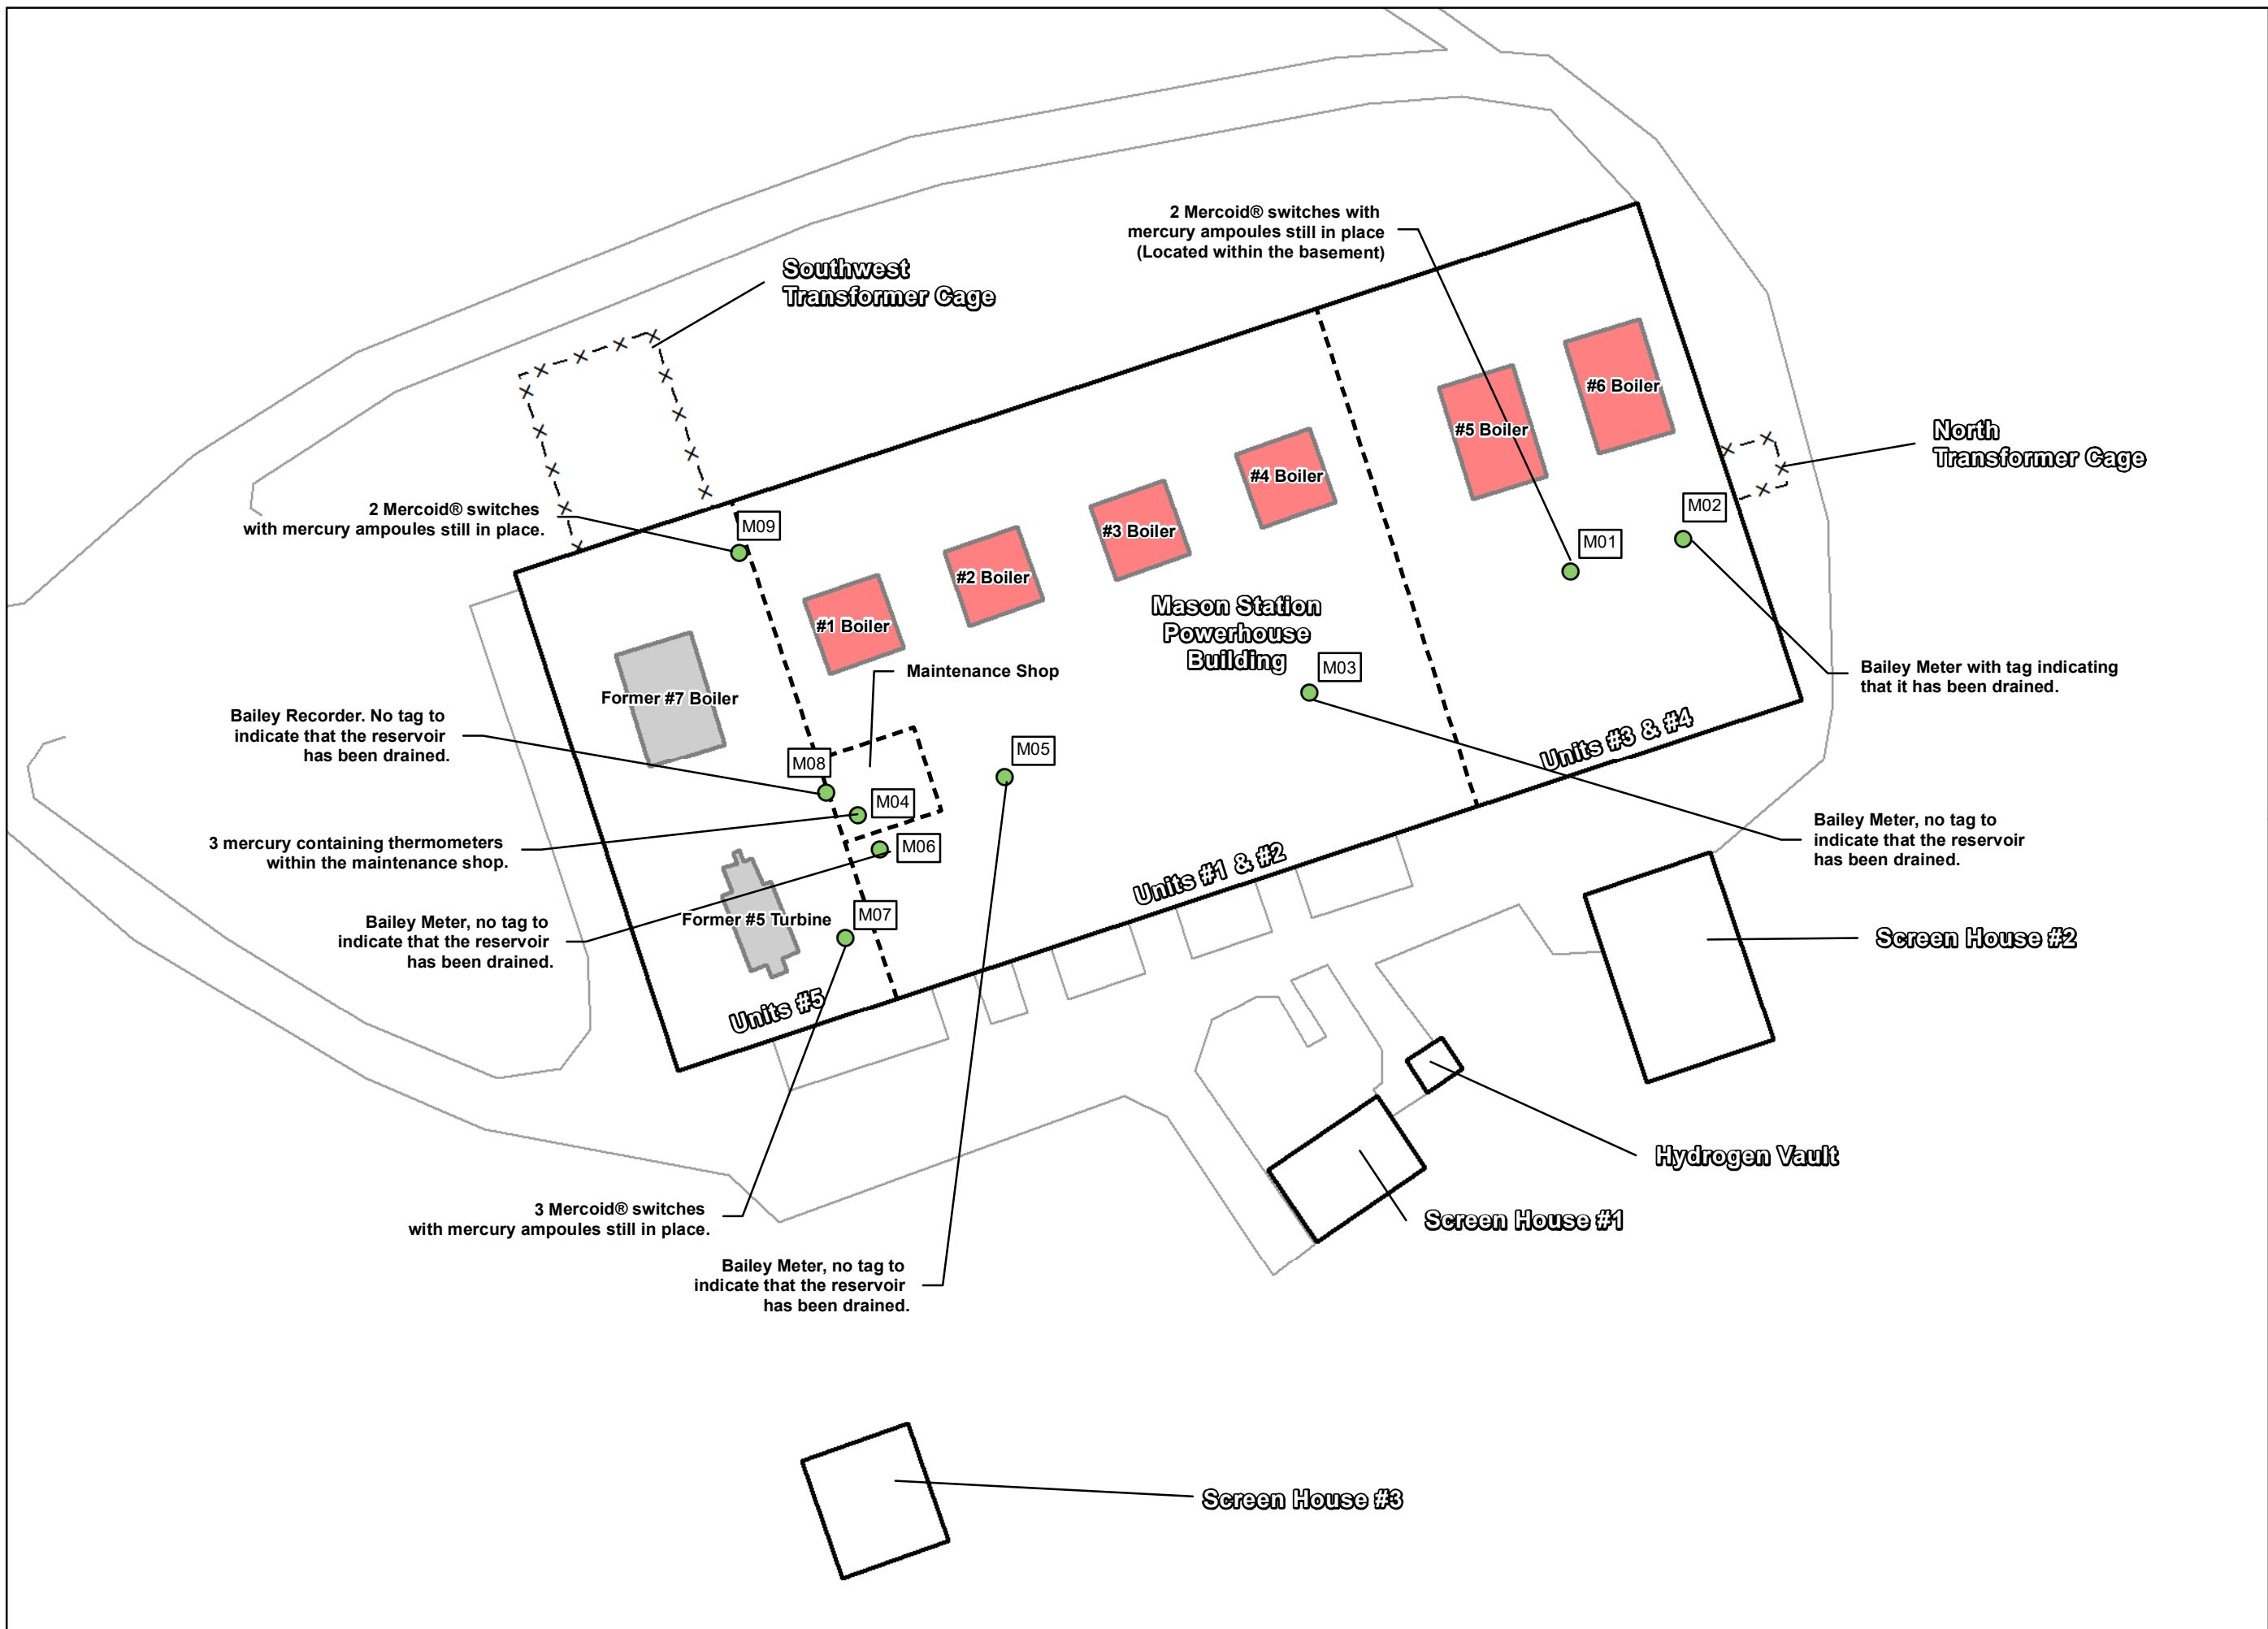 2 Mercoid® switches with
mercury ampoules still in place
(Located within the basement)
Southwest
Transformer Cage
#6 Boiler
#5 Boiler
North
Transformer Cage
#4 Boiler
#3 Boiler
2 Mercoid® switches
with mercury ampoules still in place.
M09
M02
M01
#2 Boiler
#1 Boiler
Mason Station
Powerhouse
Building
Maintenance Shop
M03
Bailey Meter with tag indicating
that it has been drained.
Former #7 Boiler
Bailey Recorder. No tag to
indicate that the reservoir
has been drained.
Units #3 & #4
M08
M05
M04
3 mercury containing thermometers
within the maintenance shop.
M06
Bailey Meter, no tag to
indicate that the reservoir
has been drained.
Units #1 & #2
Bailey Meter, no tag to
indicate that the reservoir
has been drained.
Former #5 Turbine
M07
Screen House #2
Units #5
Hydrogen Vault
3 Mercoid® switches
with mercury ampoules still in place.
Screen House #1
Bailey Meter, no tag to
indicate that the reservoir
has been drained.
Screen House #3